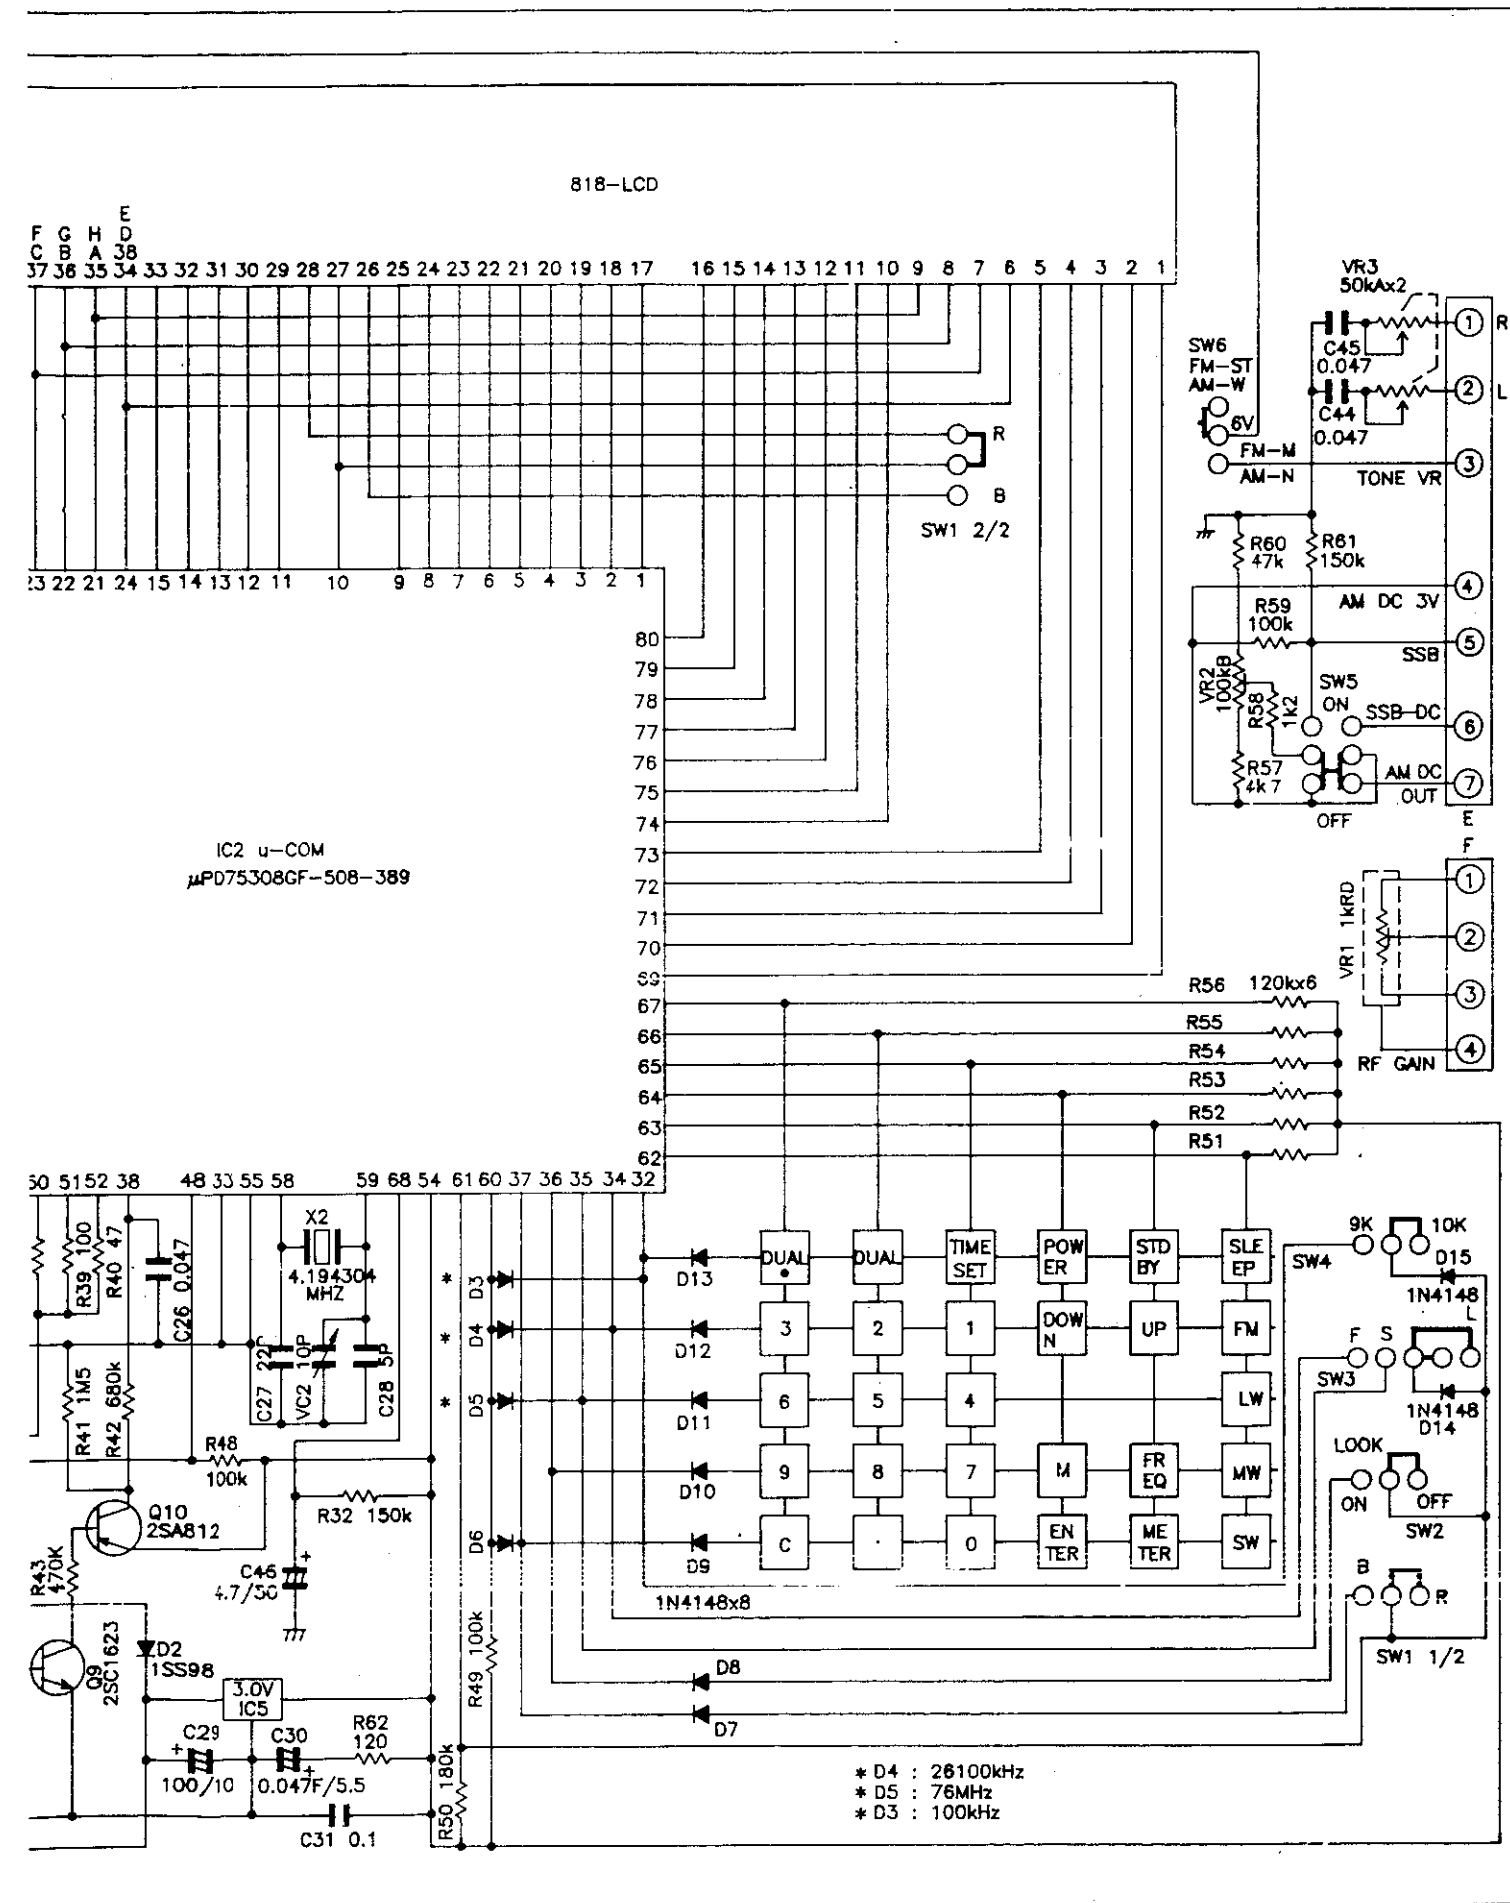 818-LCD
E
F G H D
C B A 38
37 36 35 34 33 32 31 30 29 28 27 26 25 24 23 22 21 20 19 18 17 16 15 14 13 12 11 10 9 8 7 6 5 4 3 2 1
VR3
50kAx2
1 R
C45
0.047
2 L
C44
0.047
SW6
FM-ST
AM-W
6V
FM-M
AM-N
TONE VR 3
R
B
SW1 2/2
23 22 21 24 15 14 13 12 11 10 9 8 7 6 5 4 3 2 1
R60
47k
R61
150k
AM DC 3V 4
R59
100k
SSB 5
VR2
100kB
R58
1k2
SW5
ON
SSB-DC 6
R57
4k7
AM DC
OUT 7
OFF
E
80
79
78
77
76
75
74
73
72
71
70
69
67
66
65
64
63
62
IC2 u-COM
μPD75308GF-508-389
F
VR1 1kRD
1
2
3
4
RF GAIN
R56 120kx6
R55
R54
R53
R52
R51
50 51 52 38 48 33 55 58 59 68 54 61 60 37 36 35 34 32
R39 100
R40 47
C26 0.047
X2
4.194304
MHZ
C27 22P
VC2 10P
C28 5P
R41 1M5
R42 680k
R48
100k
R32 150k
Q10
2SA812
R43
470K
C46
4.7/50
Q9
2SC1623
D2
1SS98
3.0V
IC5
C29
100/10
C30
0.047F/5.5
R62
120
C31 0.1
R50 180k
R49 100k
* D3
* D4
* D5
D6
D13
D12
D11
D10
D9
1N4148x8
D8
D7
DUAL • DUAL TIME SET POW ER STD BY SLE EP
3 2 1 DOW N UP FM
6 5 4 LW
9 8 7 M FR EQ MW
C . 0 EN TER ME TER SW
9K 10K
SW4
D15
1N4148
F S L
SW3
1N4148
D14
LOOK
ON OFF
SW2
B R
SW1 1/2
* D4 : 26100kHz
* D5 : 76MHz
* D3 : 100kHz